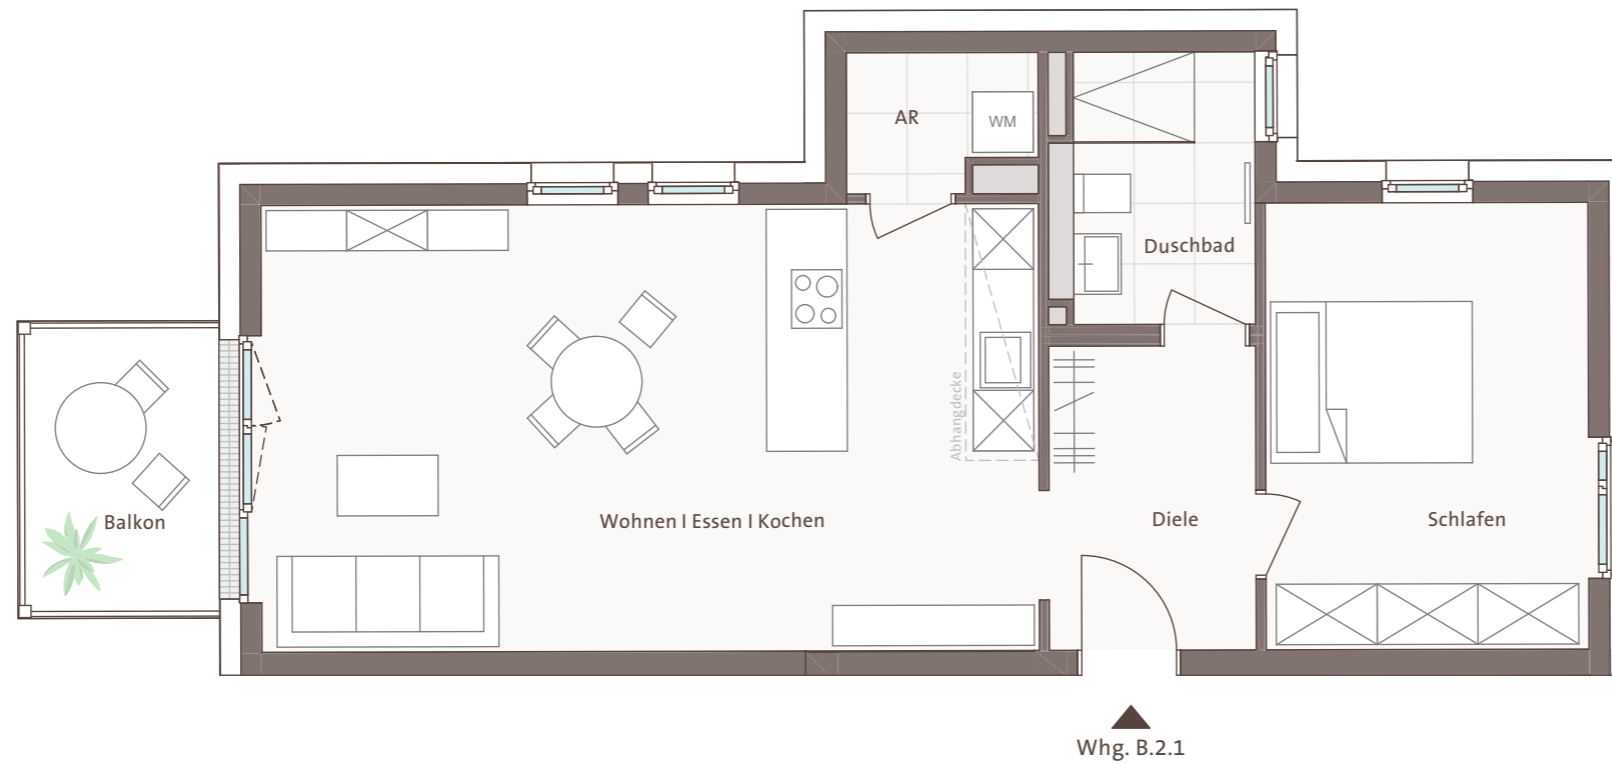 AR
WM
Duschbad
Abhangdecke
Balkon
Wohnen I Essen I Kochen
Diele
Schlafen
Whg. B.2.1